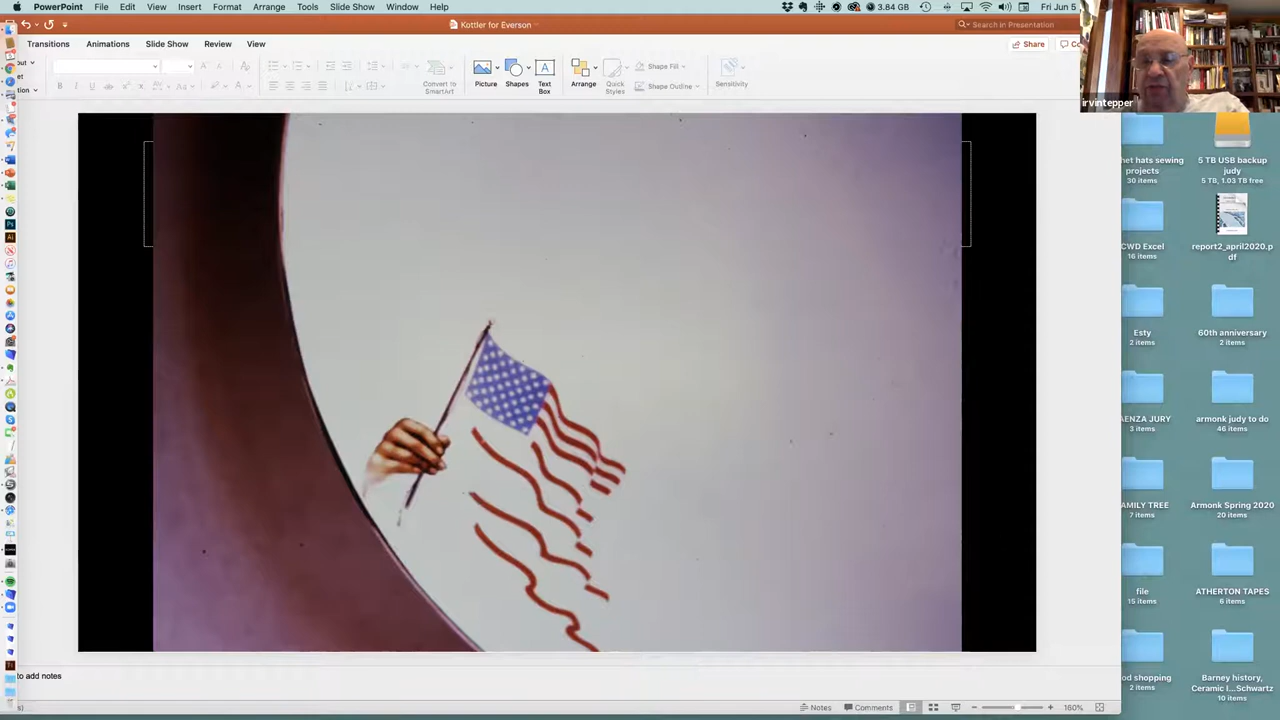 PowerPoint File Edit View Insert Format Arrange Tools Slide Show Window Help 3.84 GB Fri Jun 5
Kottler for Everson
Search in Presentation
Transitions Animations Slide Show Review View
Share
Convert to
SmartArt
Picture
Shapes
Text
Box
Arrange
Quick
Styles
Shape Fill
Shape Outline
Sensitivity
irvintepper
het hats sewing
projects
30 items
5 TB USB backup
judy
5 TB, 1.03 TB free
CWD Excel
16 items
report2_april2020.p
df
Esty
2 items
60th anniversary
2 items
AENZA JURY
3 items
armonk judy to do
46 items
AMILY TREE
7 items
Armonk Spring 2020
20 items
file
15 items
ATHERTON TAPES
6 items
od shopping
2 items
Barney history,
Ceramic I...Schwartz
10 items
to add notes
Notes Comments 160%